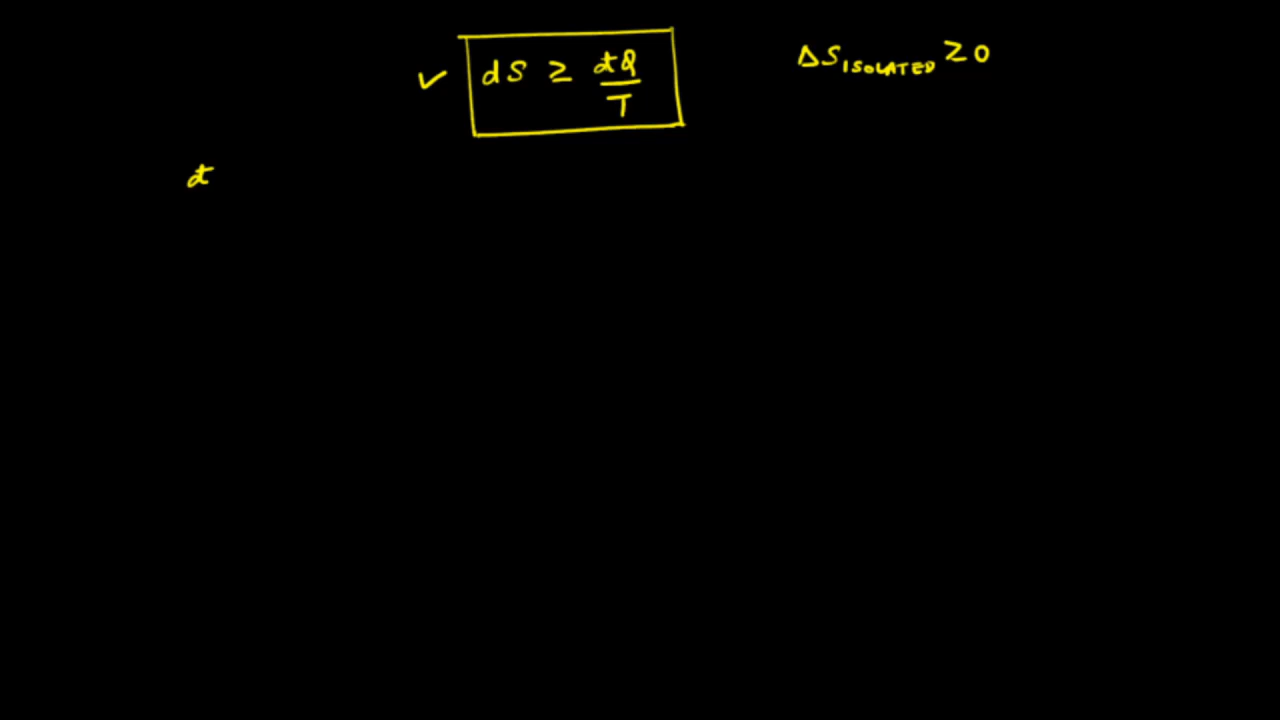 ✓ dS ≥ đQ/T ΔS_ISOLATED ≥ 0
đ